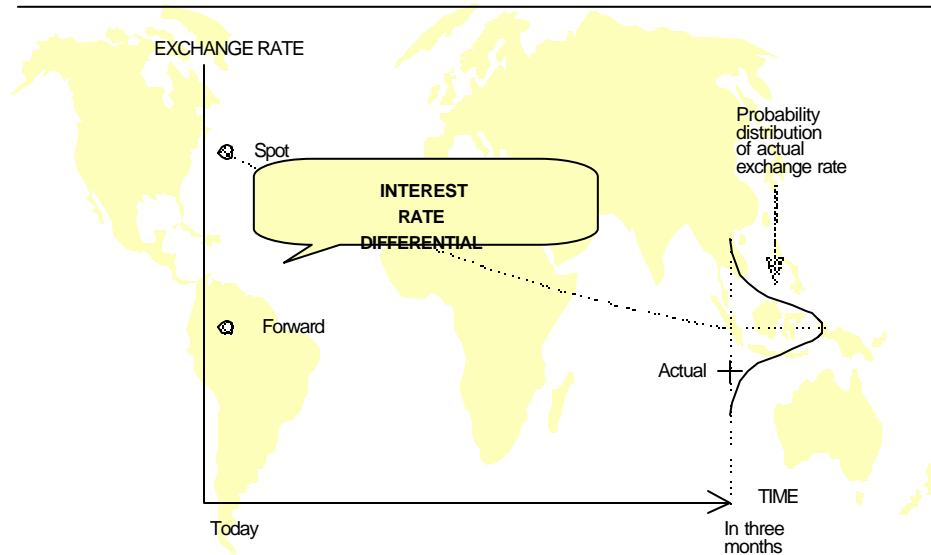 EXCHANGE RATE
Probability
distribution
of actual
exchange rate
Spot
INTEREST
RATE
DIFFERENTIAL
Forward
Actual
TIME
Today
In three
months